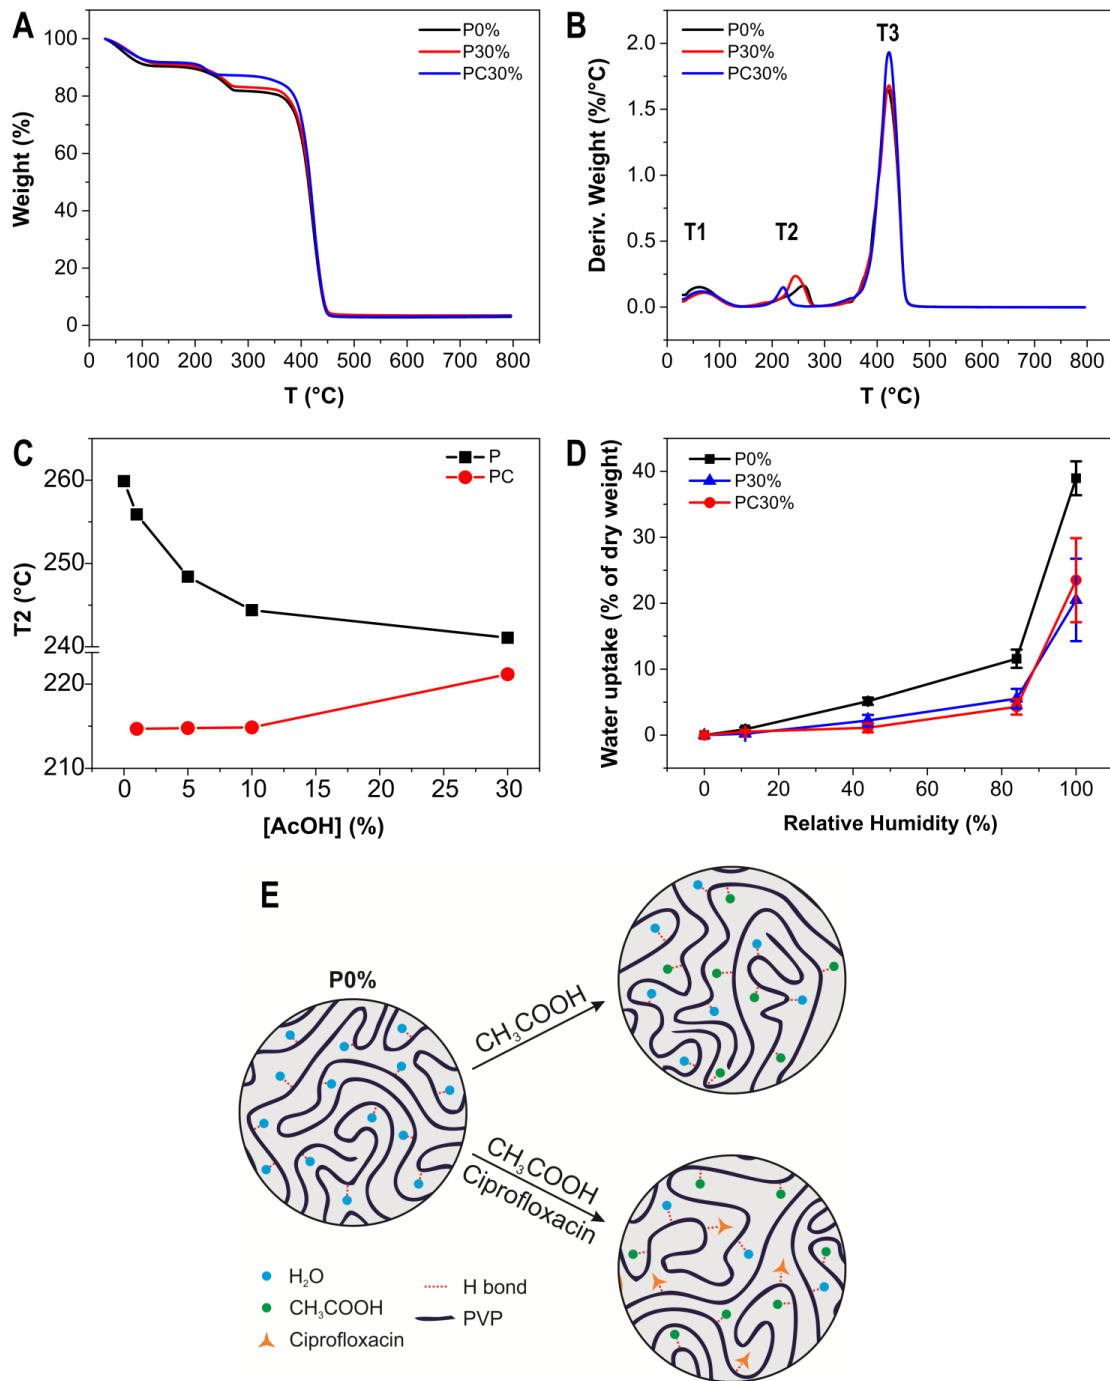 A
P0%
P30%
PC30%
100
80
60
40
20
0
Weight (%)
0 100 200 300 400 500 600 700 800
T (°C)
B
T3
P0%
P30%
PC30%
T1
T2
2.0
1.5
1.0
0.5
0.0
Deriv. Weight (%/°C)
0 100 200 300 400 500 600 700 800
T (°C)
C
P
PC
260
250
240
220
210
T2 (°C)
0 5 10 15 20 25 30
[AcOH] (%)
D
P0%
P30%
PC30%
40
30
20
10
0
Water uptake (% of dry weight)
0 20 40 60 80 100
Relative Humidity (%)
E
P0%
CH₃COOH
CH₃COOH
Ciprofloxacin
H₂O
CH₃COOH
Ciprofloxacin
H bond
PVP